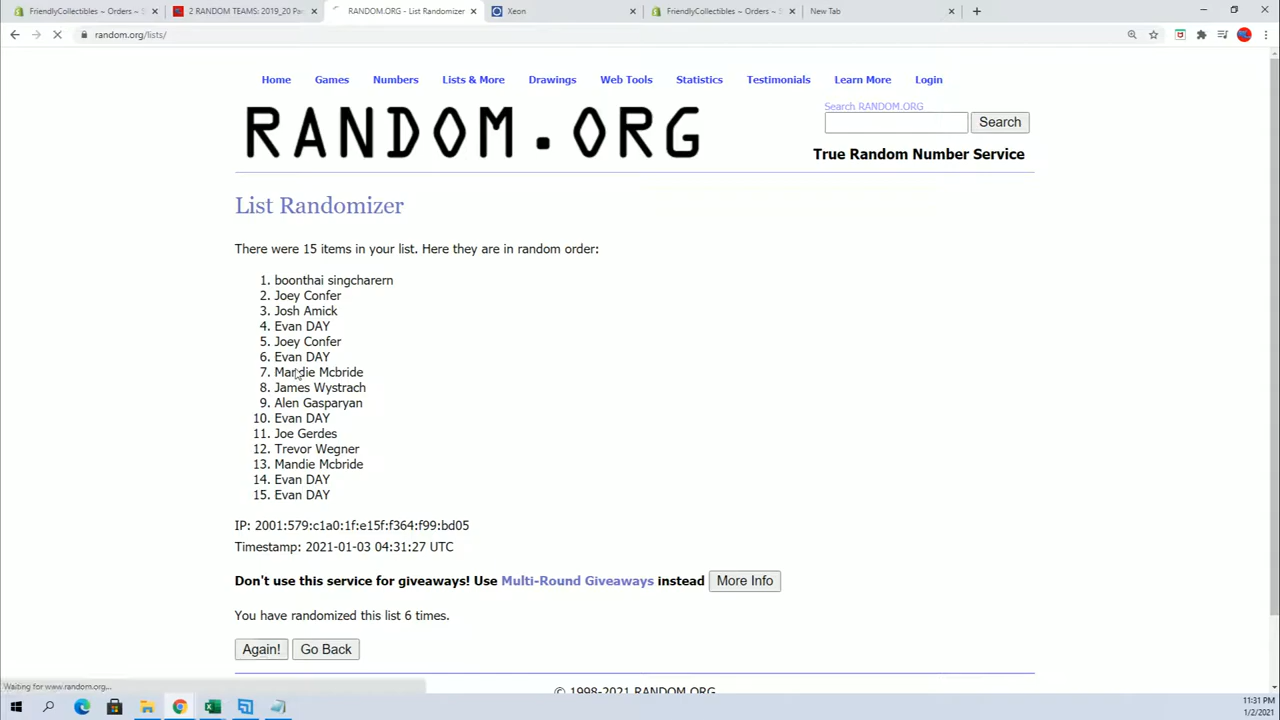 FriendlyCollectibles ~ Orders ~ S
2 RANDOM TEAMS: 2019_20 Pa
RANDOM.ORG - List Randomizer
Xeon
FriendlyCollectibles ~ Orders ~ S
New Tab
random.org/lists/
Home Games Numbers Lists & More Drawings Web Tools Statistics Testimonials Learn More Login
RANDOM.ORG
Search RANDOM.ORG
Search
True Random Number Service
List Randomizer
There were 15 items in your list. Here they are in random order:
1. boonthai singcharern
2. Joey Confer
3. Josh Amick
4. Evan DAY
5. Joey Confer
6. Evan DAY
7. Mandie Mcbride
8. James Wystrach
9. Alen Gasparyan
10. Evan DAY
11. Joe Gerdes
12. Trevor Wegner
13. Mandie Mcbride
14. Evan DAY
15. Evan DAY
IP: 2001:579:c1a0:1f:e15f:f364:f99:bd05
Timestamp: 2021-01-03 04:31:27 UTC
Don't use this service for giveaways! Use Multi-Round Giveaways instead More Info
You have randomized this list 6 times.
Again! Go Back
© 1998-2021 RANDOM.ORG
Waiting for www.random.org...
11:31 PM
1/2/2021